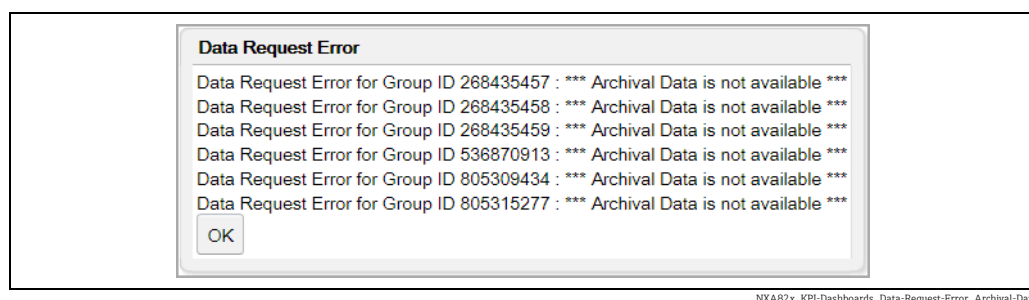 Data Request Error
Data Request Error for Group ID 268435457 : *** Archival Data is not available ***
Data Request Error for Group ID 268435458 : *** Archival Data is not available ***
Data Request Error for Group ID 268435459 : *** Archival Data is not available ***
Data Request Error for Group ID 536870913 : *** Archival Data is not available ***
Data Request Error for Group ID 805309434 : *** Archival Data is not available ***
Data Request Error for Group ID 805315277 : *** Archival Data is not available ***
OK